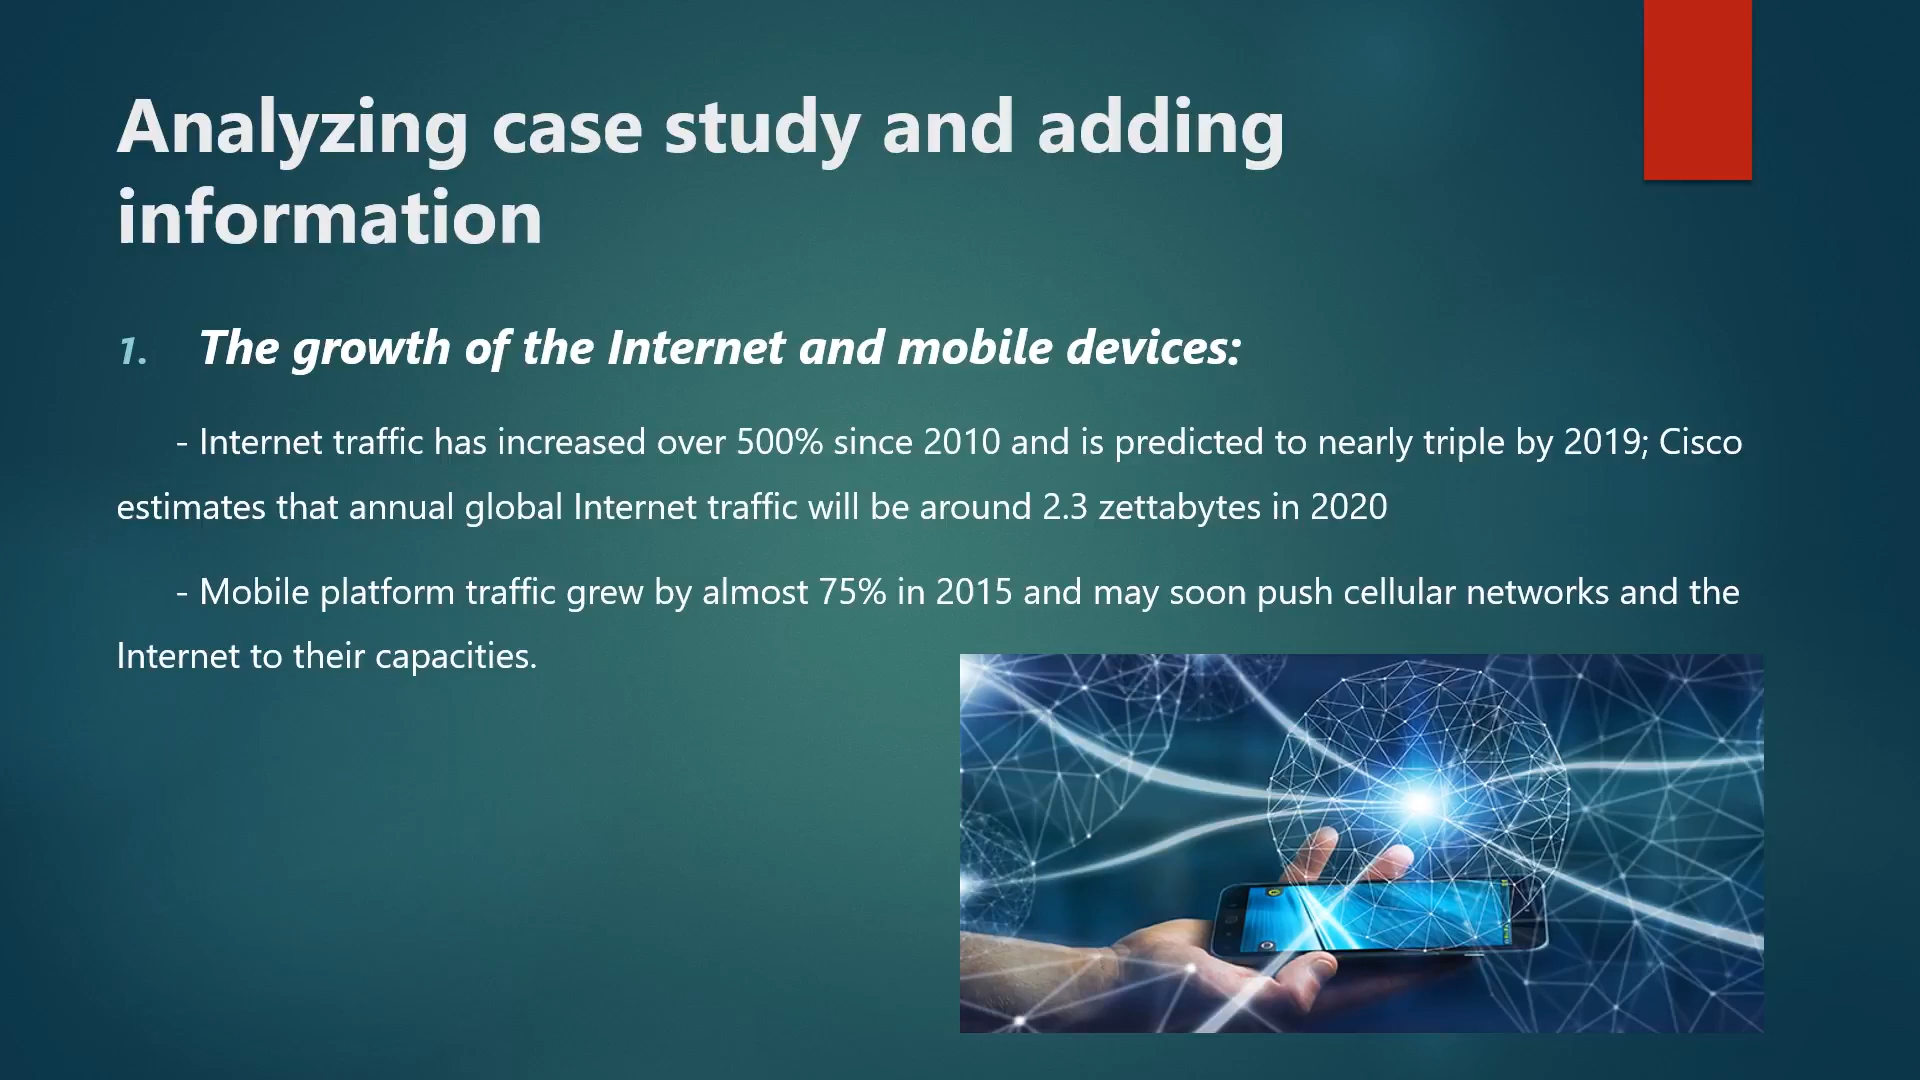 Analyzing case study and adding
information
1. The growth of the Internet and mobile devices:
- Internet traffic has increased over 500% since 2010 and is predicted to nearly triple by 2019; Cisco
estimates that annual global Internet traffic will be around 2.3 zettabytes in 2020
- Mobile platform traffic grew by almost 75% in 2015 and may soon push cellular networks and the
Internet to their capacities.